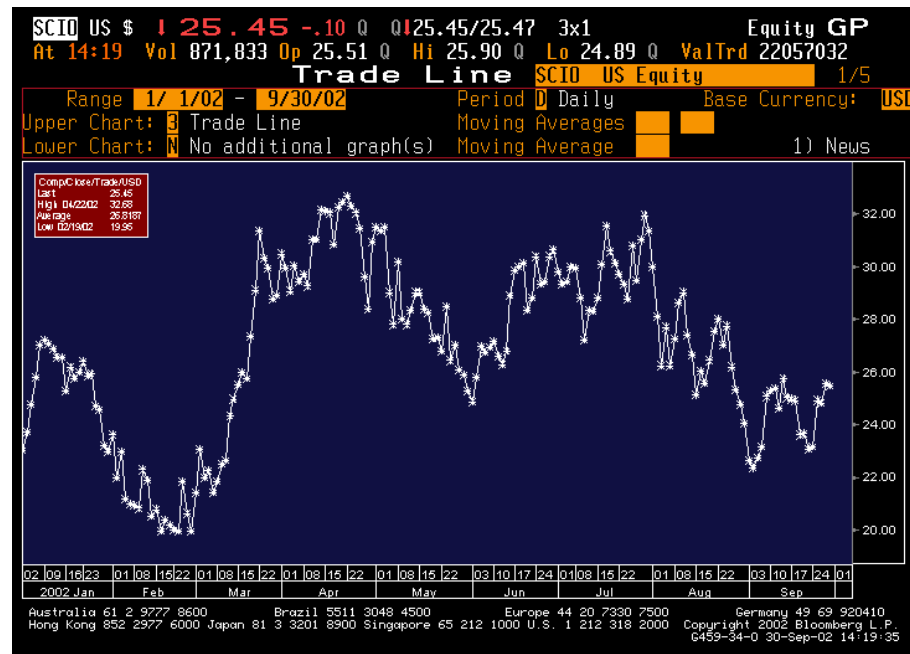 SCIO US $ 25.45 -.10 Q Q 25.45/25.47 3x1 Equity GP
At 14:19 Vol 871,833 Op 25.51 Q Hi 25.90 Q Lo 24.89 Q ValTrd 22057032
Trade Line SCIO US Equity 1/5
Range 1/ 1/02 - 9/30/02 Period D Daily Base Currency: USD
Upper Chart: 3 Trade Line Moving Averages
Lower Chart: N No additional graph(s) Moving Average 1) News
Comp/Close/Trade/USD
Last 25.45
High 04/22/02 32.68
Average 26.8187
Low 02/19/02 19.95
32.00
30.00
28.00
26.00
24.00
22.00
20.00
02 09 16 23 01 08 15 22 01 08 15 22 01 08 15 22 01 08 15 22 03 10 17 24 01 08 15 22 01 08 15 22 03 10 17 24 01
2002 Jan Feb Mar Apr May Jun Jul Aug Sep
Australia 61 2 9777 8600 Brazil 5511 3048 4500 Europe 44 20 7330 7500 Germany 49 69 920410
Hong Kong 852 2977 6000 Japan 81 3 3201 8900 Singapore 65 212 1000 U.S. 1 212 318 2000 Copyright 2002 Bloomberg L.P.
G459-34-0 30-Sep-02 14:19:35